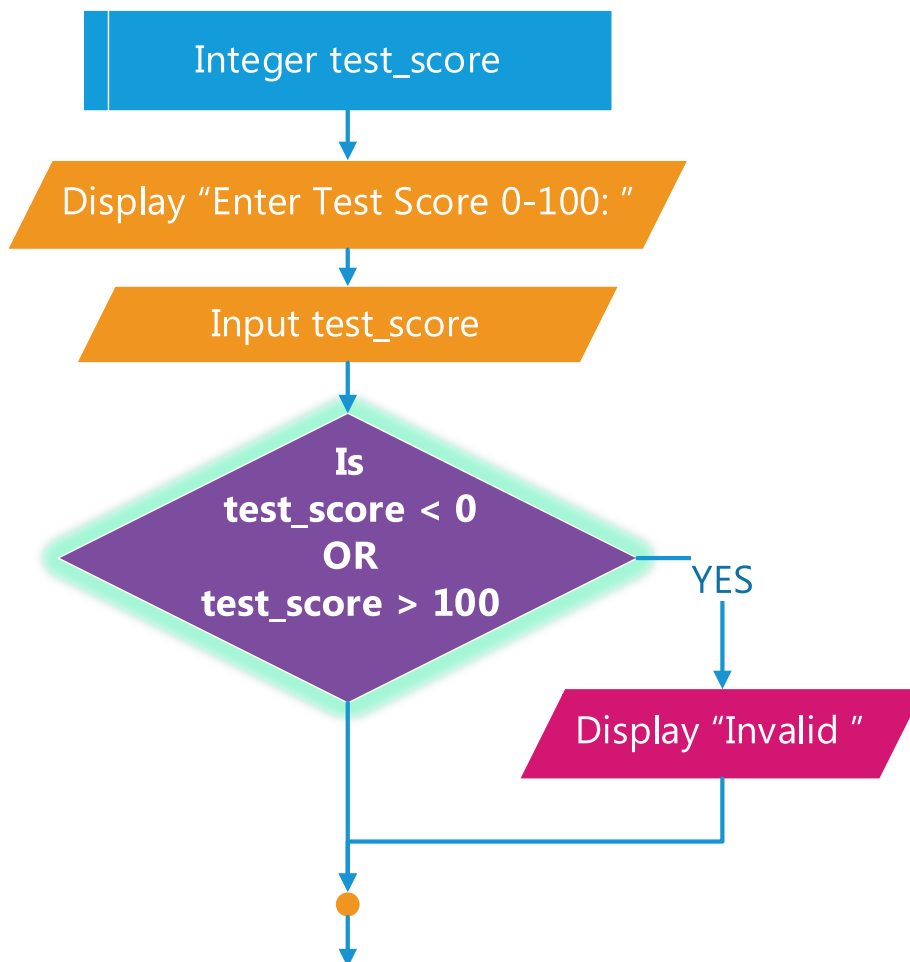 Integer test_score
Display “Enter Test Score 0-100: ”
Input test_score
Is
test_score < 0
OR
test_score > 100
YES
Display “Invalid ”